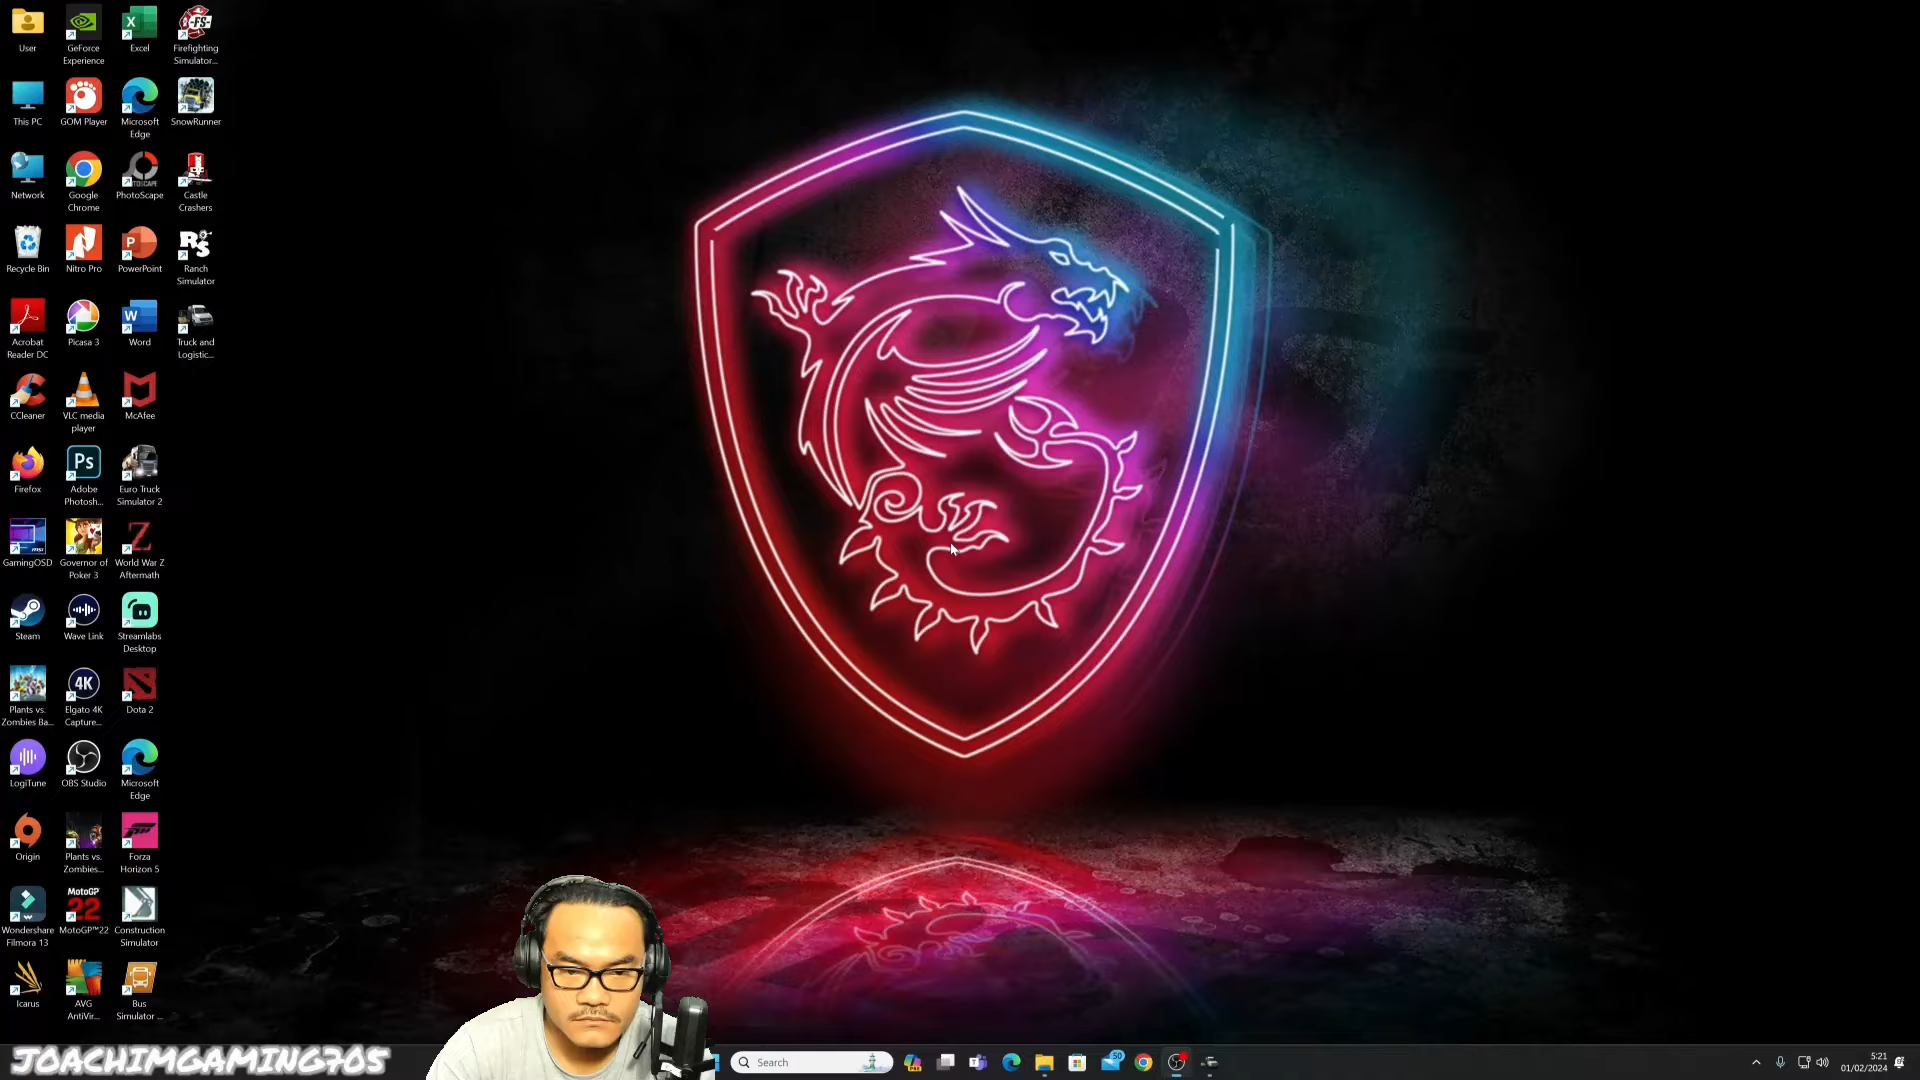 User
GeForce
Experience
Excel
Firefighting
Simulator...
This PC
GOM Player
Microsoft
Edge
SnowRunner
Network
Google
Chrome
PhotoScape
Castle
Crashers
Recycle Bin
Nitro Pro
PowerPoint
Ranch
Simulator
Acrobat
Reader DC
Picasa 3
Word
Truck and
Logistic...
CCleaner
VLC media
player
McAfee
Firefox
Adobe
Photosh...
Euro Truck
Simulator 2
GamingOSD
Governor of
Poker 3
World War Z
Aftermath
Steam
Wave Link
Streamlabs
Desktop
Plants vs.
Zombies Ba...
Elgato 4K
Capture...
Dota 2
LogiTune
OBS Studio
Microsoft
Edge
Origin
Plants vs.
Zombies...
Forza
Horizon 5
Wondershare
Filmora 13
MotoGP™22
Construction
Simulator
Icarus
AVG
AntiVir...
Bus
Simulator ...
JOACHIMGAMING705
Search
50
5:21
01/02/2024